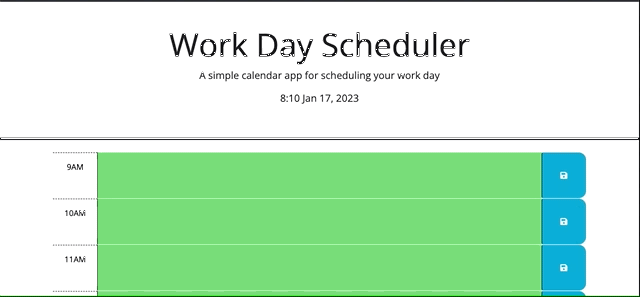 Work Day Scheduler
A simple calendar app for scheduling your work day
8:10 Jan 17, 2023
9AM
10AM
11AM